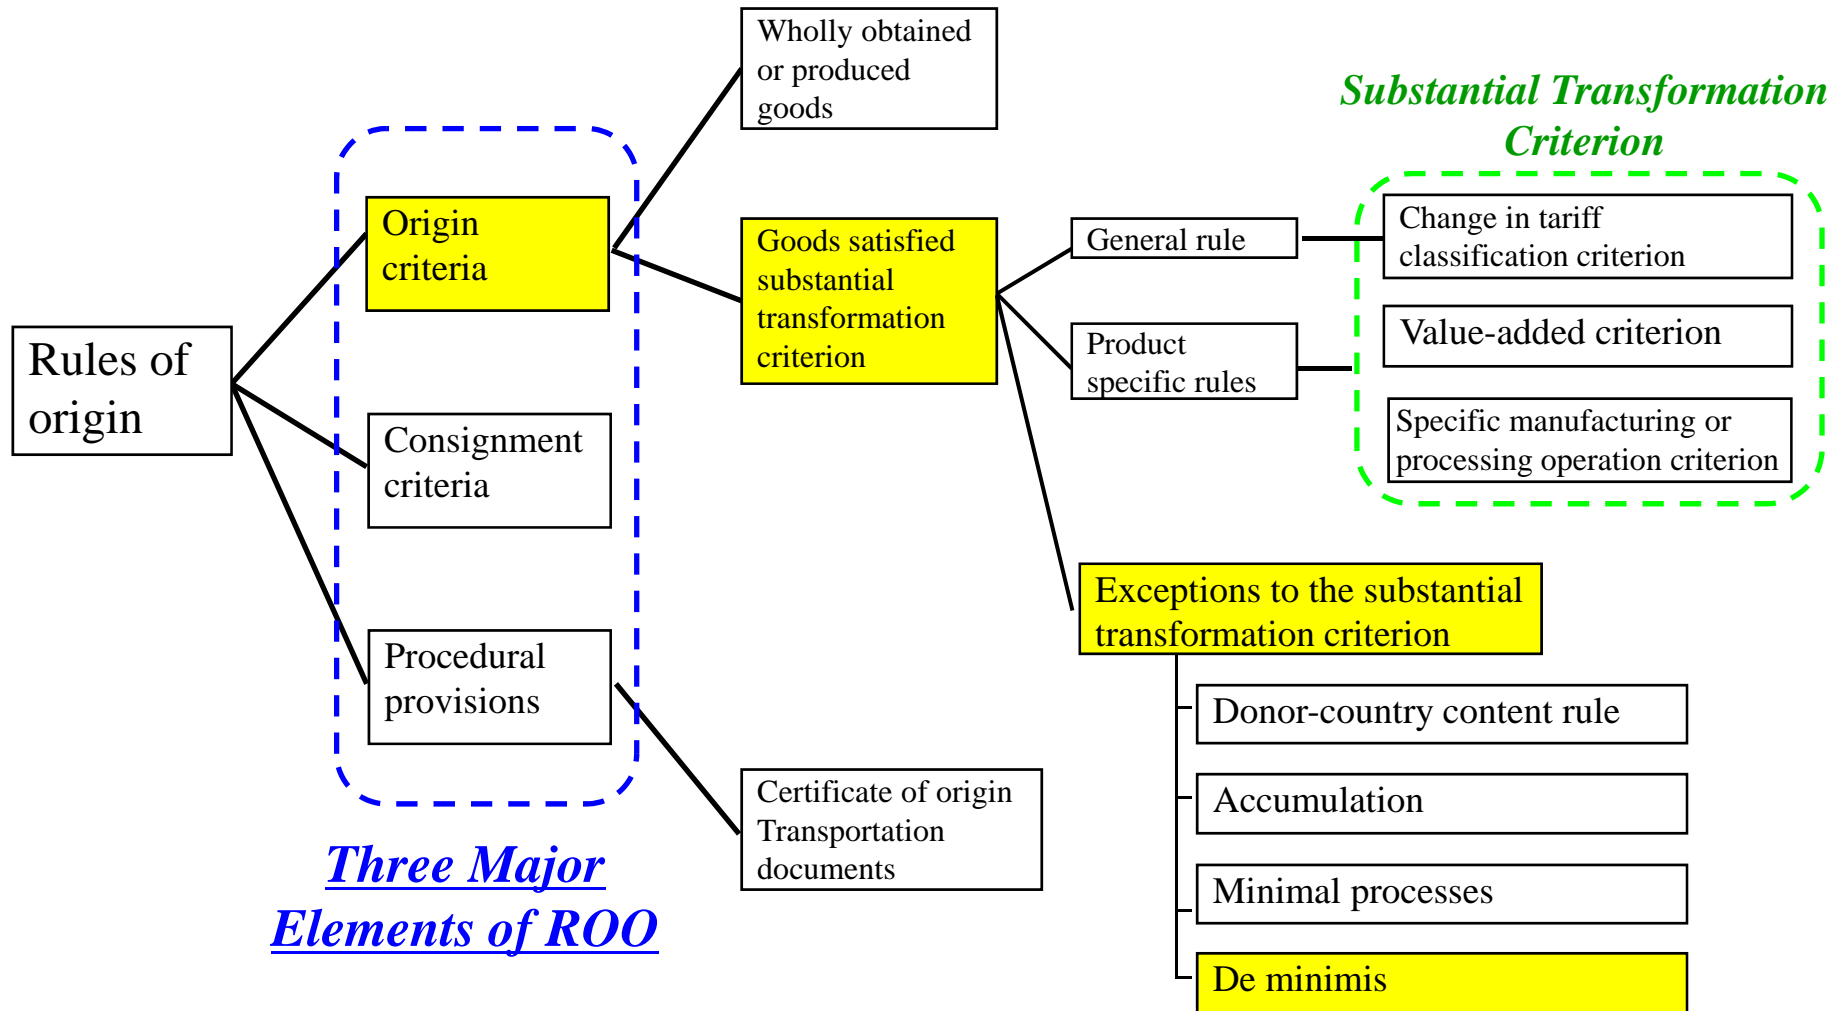 Rules of
origin
Origin
criteria
Consignment
criteria
Procedural
provisions
Three Major
Elements of ROO
Wholly obtained
or produced
goods
Goods satisfied
substantial
transformation
criterion
Certificate of origin
Transportation
documents
General rule
Product
specific rules
Substantial Transformation
Criterion
Change in tariff
classification criterion
Value-added criterion
Specific manufacturing or
processing operation criterion
Exceptions to the substantial
transformation criterion
Donor-country content rule
Accumulation
Minimal processes
De minimis